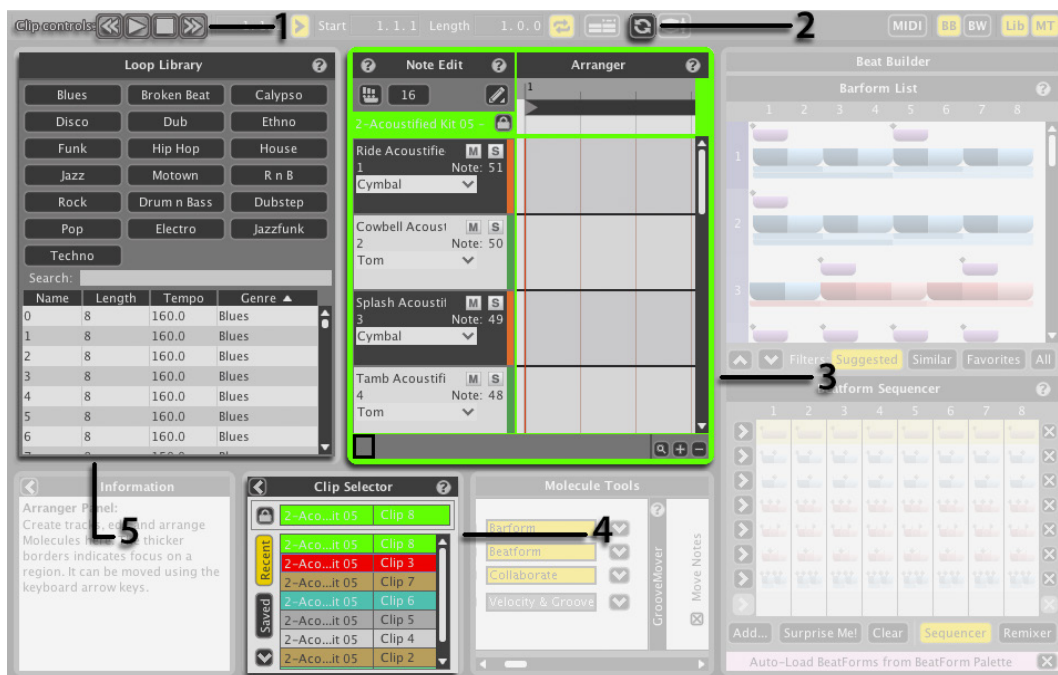 Clip controls: 1 Start 1. 1. 1 Length 1. 0. 0 2 MIDI BB BW Lib MT
Loop Library ?
Blues Broken Beat Calypso
Disco Dub Ethno
Funk Hip Hop House
Jazz Motown R n B
Rock Drum n Bass Dubstep
Pop Electro Jazzfunk
Techno
Search:
Name Length Tempo Genre
0 8 160.0 Blues
1 8 160.0 Blues
2 8 160.0 Blues
3 8 160.0 Blues
4 8 160.0 Blues
5 8 160.0 Blues
6 8 160.0 Blues
? Note Edit ? Arranger ?
16 1
2-Acoustified Kit 05 -
Ride Acoustifie M S
1 Note: 51
Cymbal
Cowbell Acoust M S
2 Note: 50
Tom
Splash Acoustif M S
3 Note: 49
Cymbal
Tamb Acoustifi M S
4 Note: 48
Tom
3
Beat Builder
Barform List ?
1 2 3 4 5 6 7 8
1
2
3
Filters: Suggested Similar Favorites All
Beatform Sequencer ?
1 2 3 4 5 6 7 8
Add... Surprise Me! Clear Sequencer Remixer
Auto-Load BeatForms from BeatForm Palette
5
Information
Arranger Panel:
Create tracks, edit and arrange
Molecules here. The thicker
borders indicates focus on a
region. It can be moved using the
keyboard arrow keys.
Clip Selector ?
2-Aco...it 05 Clip 8
Recent
Saved
2-Aco...it 05 Clip 8
2-Aco...it 05 Clip 3
2-Aco...it 05 Clip 7
2-Aco...it 05 Clip 6
2-Aco...it 05 Clip 5
2-Aco...it 05 Clip 4
2-Aco...it 05 Clip 2
4
Molecule Tools
Barform
Beatform
Collaborate
Velocity & Groove
? GrooveMover
Move Notes